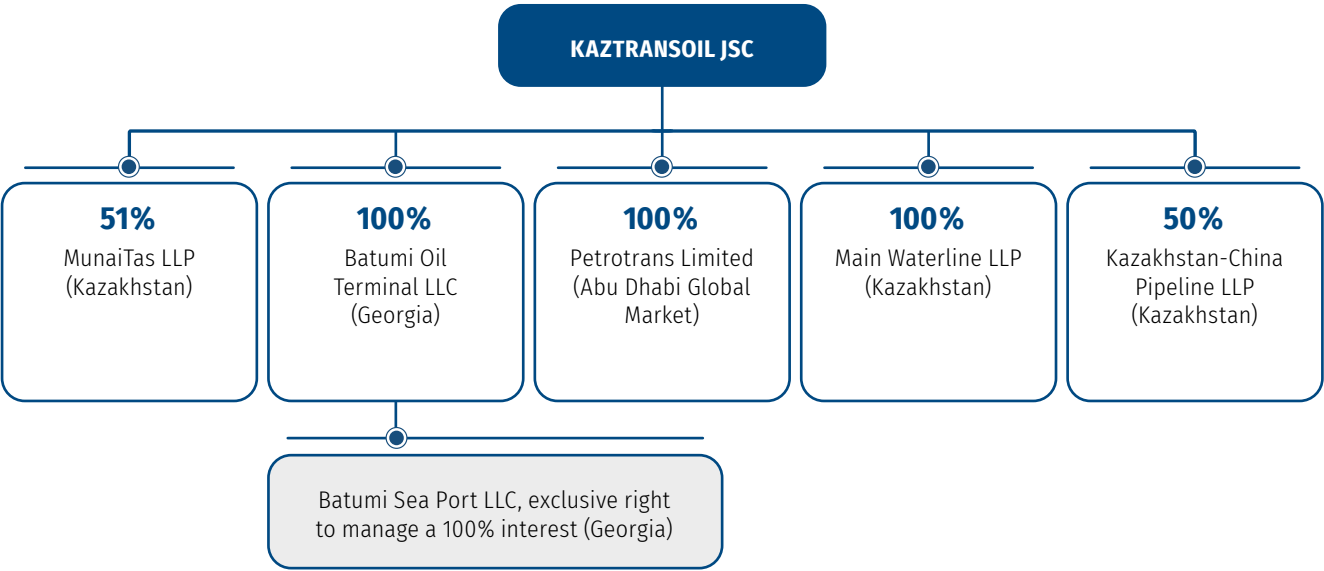 KAZTRANSOIL JSC
51%
MunaiTas LLP
(Kazakhstan)
100%
Batumi Oil
Terminal LLC
(Georgia)
100%
Petrotrans Limited
(Abu Dhabi Global
Market)
100%
Main Waterline LLP
(Kazakhstan)
50%
Kazakhstan-China
Pipeline LLP
(Kazakhstan)
Batumi Sea Port LLC, exclusive right
to manage a 100% interest (Georgia)